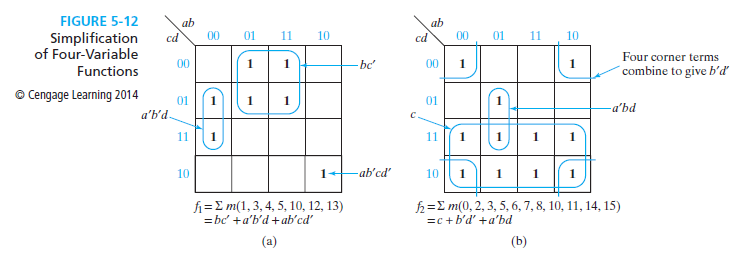 FIGURE 5-12
Simplification
of Four-Variable
Functions
© Cengage Learning 2014
ab
cd
00 01 11 10
00 1 1
bc′
01 1 1 1
a′b′d
11 1
10 1
ab′cd′
f₁ = Σ m(1, 3, 4, 5, 10, 12, 13)
= bc′ + a′b′d + ab′cd′
(a)
ab
cd
00 01 11 10
00 1 1
Four corner terms
combine to give b′d′
01 1
a′bd
c
11 1 1 1 1
10 1 1 1 1
f₂ = Σ m(0, 2, 3, 5, 6, 7, 8, 10, 11, 14, 15)
= c + b′d′ + a′bd
(b)